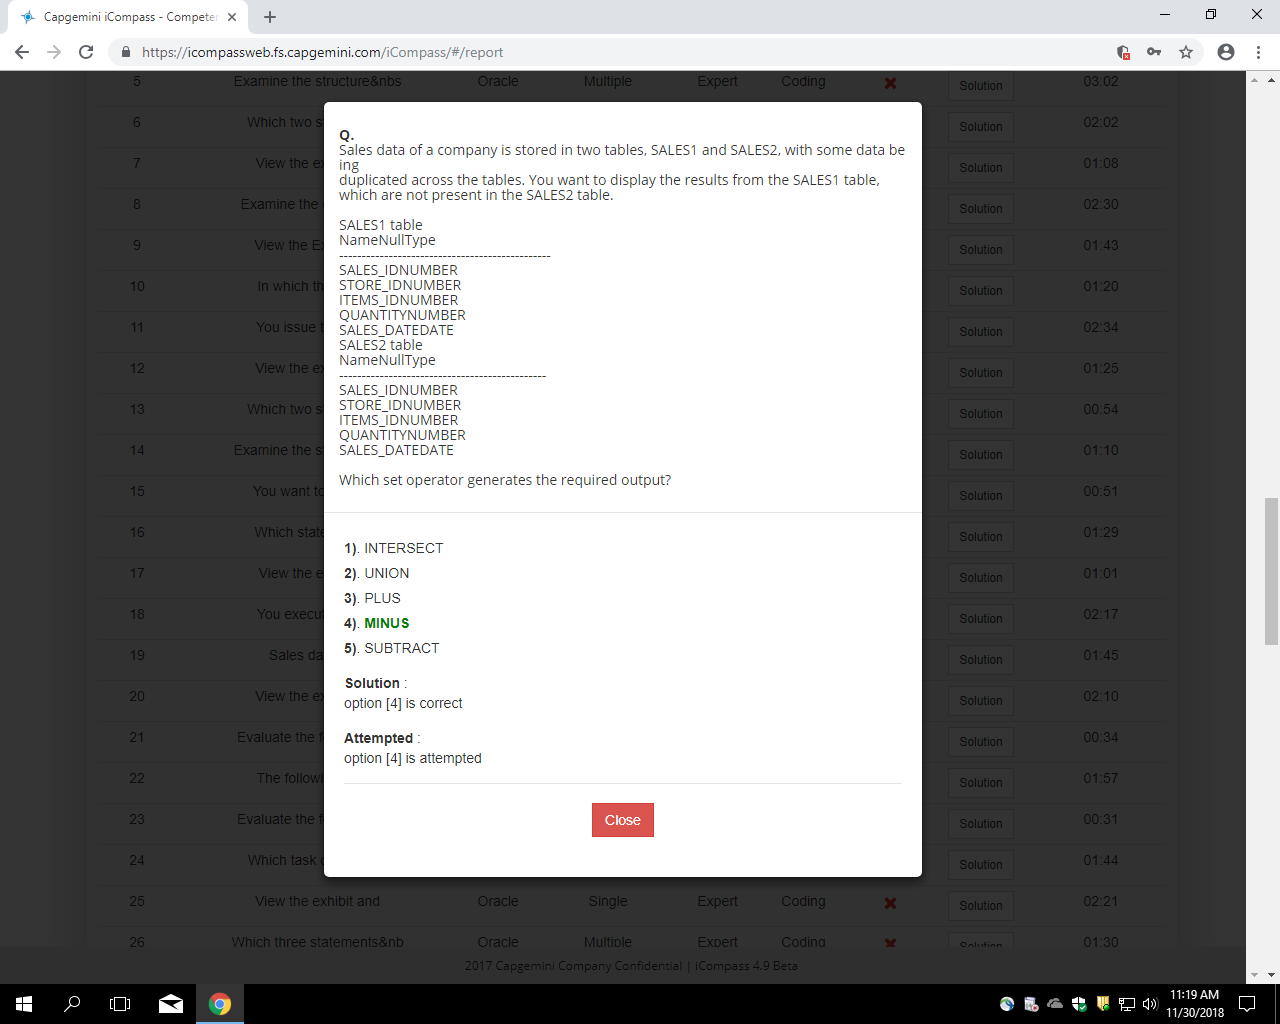 Capgemini iCompass - Competer
https://icompassweb.fs.capgemini.com/iCompass/#/report
5 Examine the structure&nbs Oracle Multiple Expert Coding Solution 03:02
6 Which two s Solution 02:02
7 View the ex Solution 01:08
8 Examine the Solution 02:30
9 View the E Solution 01:43
10 In which th Solution 01:20
11 You issue t Solution 02:34
12 View the ex Solution 01:25
13 Which two s Solution 00:54
14 Examine the s Solution 01:10
15 You want to Solution 00:51
16 Which state Solution 01:29
17 View the e Solution 01:01
18 You execu Solution 02:17
19 Sales da Solution 01:45
20 View the ex Solution 02:10
21 Evaluate the f Solution 00:34
22 The followi Solution 01:57
23 Evaluate the f Solution 00:31
24 Which task Solution 01:44
25 View the exhibit and Oracle Single Expert Coding Solution 02:21
26 Which three statements&nb Oracle Multiple Expert Coding Solution 01:30
Q.
Sales data of a company is stored in two tables, SALES1 and SALES2, with some data be
ing
duplicated across the tables. You want to display the results from the SALES1 table,
which are not present in the SALES2 table.
SALES1 table
NameNullType
-----------------------------------------------
SALES_IDNUMBER
STORE_IDNUMBER
ITEMS_IDNUMBER
QUANTITYNUMBER
SALES_DATEDATE
SALES2 table
NameNullType
----------------------------------------------
SALES_IDNUMBER
STORE_IDNUMBER
ITEMS_IDNUMBER
QUANTITYNUMBER
SALES_DATEDATE
Which set operator generates the required output?
1). INTERSECT
2). UNION
3). PLUS
4). MINUS
5). SUBTRACT
Solution :
option [4] is correct
Attempted :
option [4] is attempted
Close
2017 Capgemini Company Confidential | iCompass 4.9 Beta
11:19 AM
11/30/2018